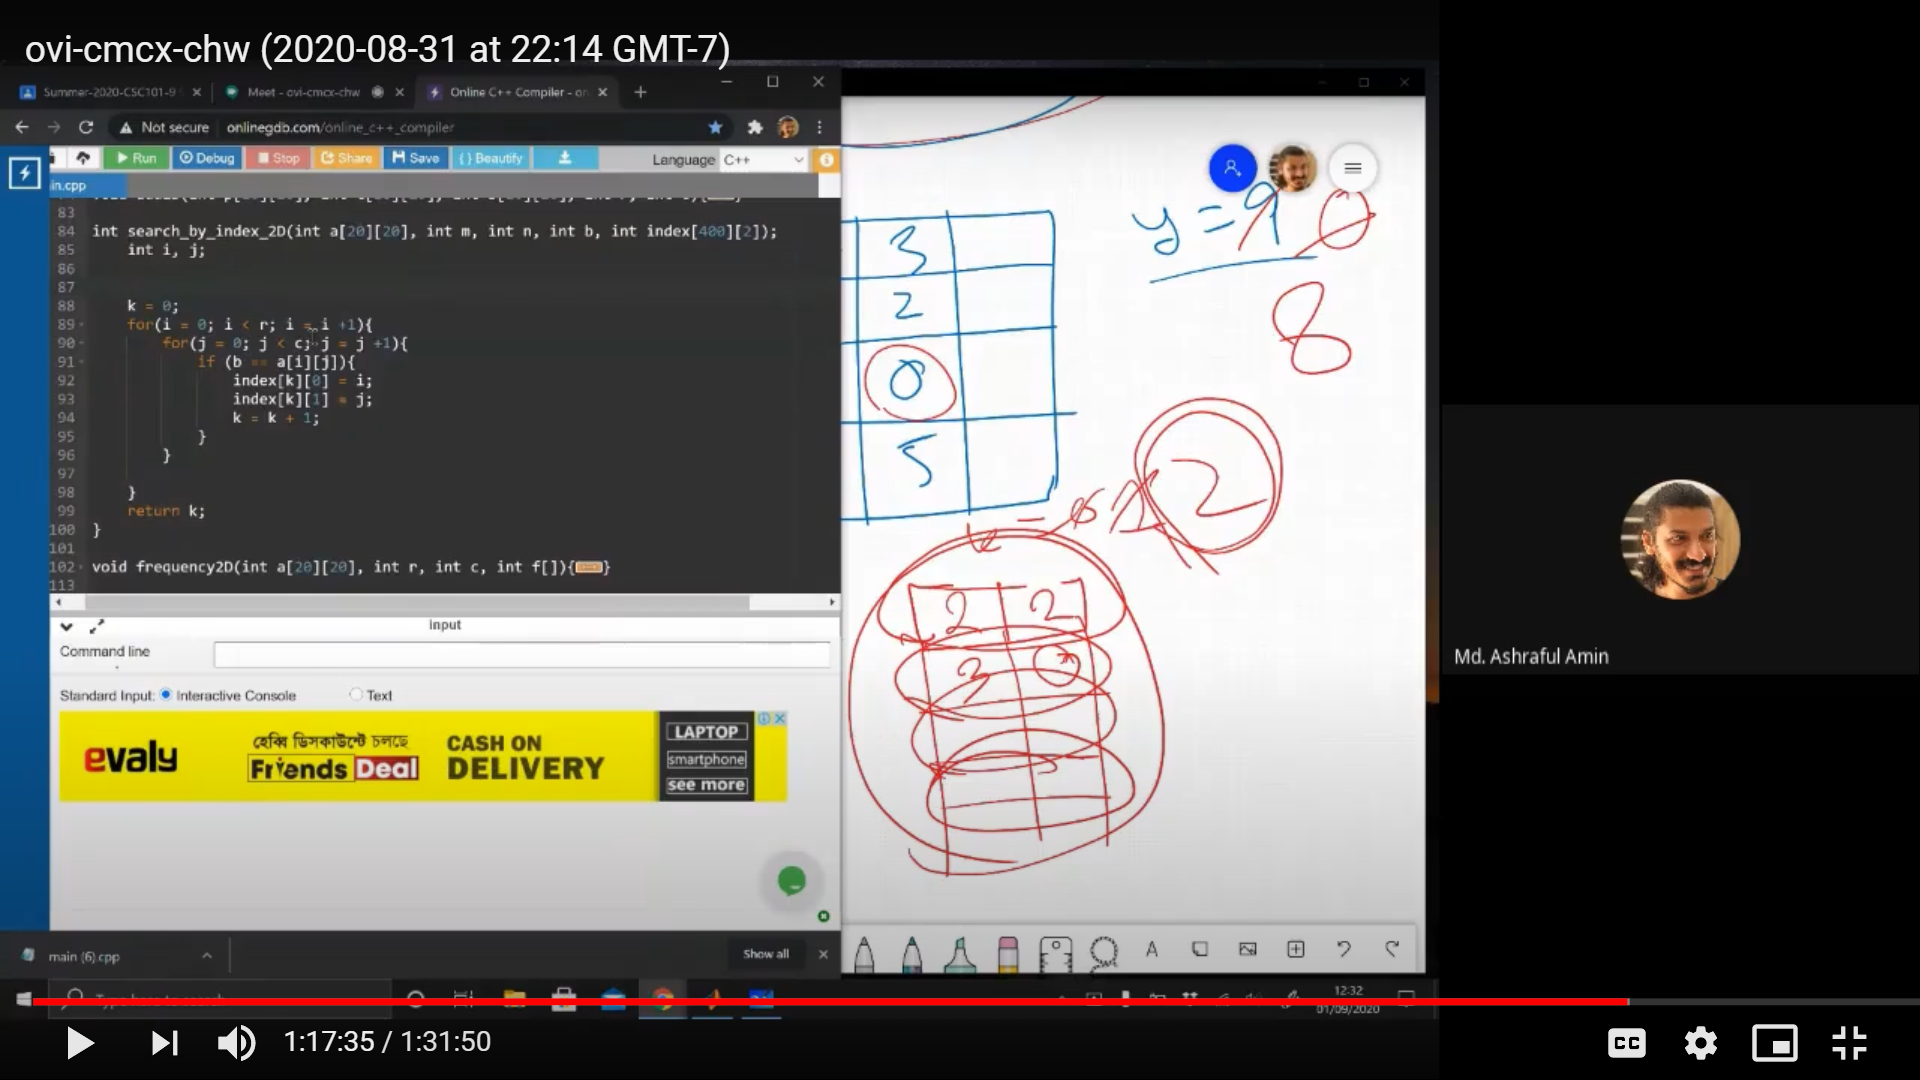 ovi-cmcx-chw (2020-08-31 at 22:14 GMT-7)
Summer-2020-CSC101-9
Meet - ovi-cmcx-chw
Online C++ Compiler - on
Not secure
onlinegdb.com/online_c++_compiler
Run
Debug
Stop
Share
Save
{ } Beautify
Language
C++
in.cpp
83
84 int search_by_index_2D(int a[20][20], int m, int n, int b, int index[400][2]);
85 int i, j;
86
87
88 k = 0;
89 for(i = 0; i < r; i = i +1){
90 for(j = 0; j < c; j = j +1){
91 if (b == a[i][j]){
92 index[k][0] = i;
93 index[k][1] = j;
94 k = k + 1;
95 }
96 }
97
98 }
99 return k;
100 }
101
102 void frequency2D(int a[20][20], int r, int c, int f[]){ }
113
input
Command line
Standard Input: Interactive Console Text
evaly
হেব্বি ডিসকাউন্টে চলছে
Friends Deal
CASH ON
DELIVERY
LAPTOP
smartphone
see more
main (6).cpp
Show all
Type here to search
12:32
01/09/2020
y = 9 0
8
3
2
0
5
2
2 2
3
Md. Ashraful Amin
1:17:35 / 1:31:50
CC